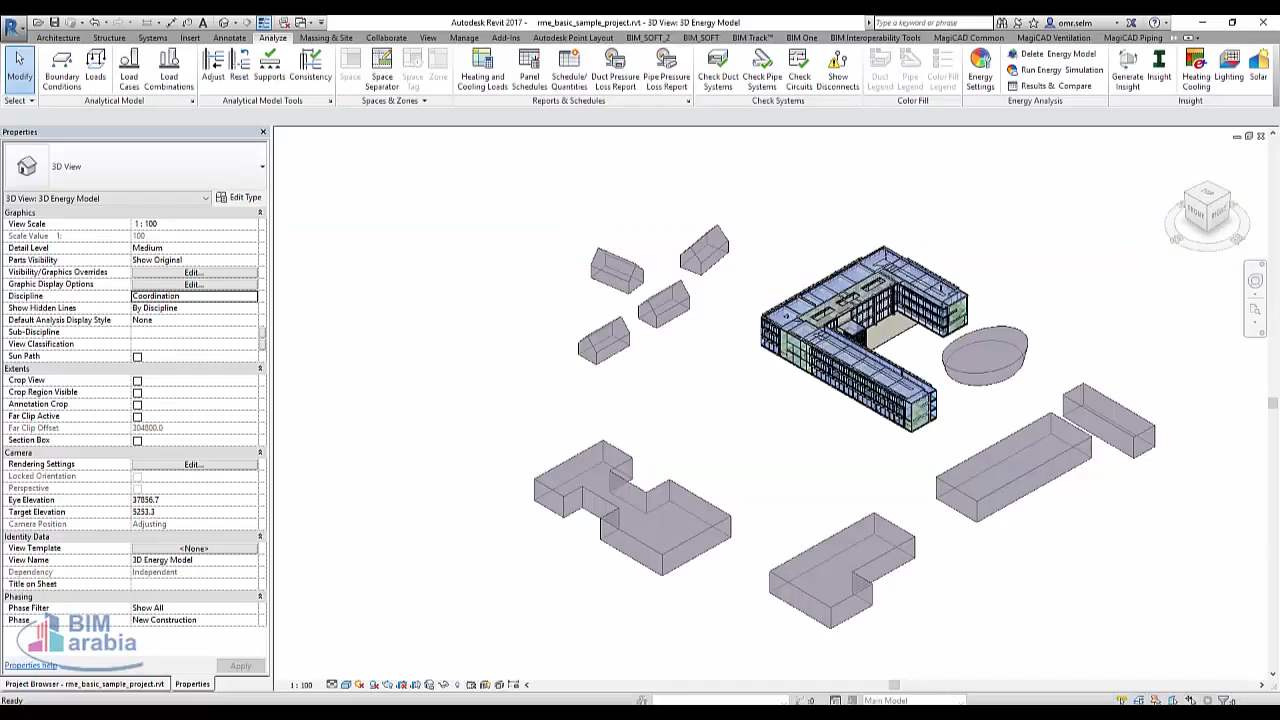 Autodesk Revit 2017 - rme_basic_sample_project.rvt - 3D View: 3D Energy Model
Type a keyword or phrase
omr.selim
Architecture Structure Systems Insert Annotate Analyze Massing & Site Collaborate View Manage Add-Ins Autodesk Point Layout BIM_SOFT_2 BIM_SOFT BIM Track™ BIM One BIM Interoperability Tools MagiCAD Common MagiCAD Ventilation MagiCAD Piping
Modify
Boundary Conditions
Loads
Load Cases
Load Combinations
Adjust
Reset
Supports
Consistency
Space
Space Separator
Space Tag
Zone
Heating and Cooling Loads
Panel Schedules
Schedule/ Quantities
Duct Pressure Loss Report
Pipe Pressure Loss Report
Check Duct Systems
Check Pipe Systems
Check Circuits
Show Disconnects
Duct Legend
Pipe Legend
Color Fill Legend
Energy Settings
Delete Energy Model
Run Energy Simulation
Results & Compare
Generate Insight
Insight
Heating Cooling
Lighting
Solar
Select
Analytical Model
Analytical Model Tools
Spaces & Zones
Reports & Schedules
Check Systems
Color Fill
Energy Analysis
Insight
Properties
3D View
3D View: 3D Energy Model
Edit Type
Graphics
View Scale 1 : 100
Scale Value 1: 100
Detail Level Medium
Parts Visibility Show Original
Visibility/Graphics Overrides Edit...
Graphic Display Options Edit...
Discipline Coordination
Show Hidden Lines By Discipline
Default Analysis Display Style None
Sub-Discipline
View Classification
Sun Path
Extents
Crop View
Crop Region Visible
Annotation Crop
Far Clip Active
Far Clip Offset 304800.0
Section Box
Camera
Rendering Settings Edit...
Locked Orientation
Perspective
Eye Elevation 37856.7
Target Elevation 5253.3
Camera Position Adjusting
Identity Data
View Template <None>
View Name 3D Energy Model
Dependency Independent
Title on Sheet
Phasing
Phase Filter Show All
Phase New Construction
BIM
arabia
Properties help
Apply
Project Browser - rme_basic_sample_project.rvt
Properties
1 : 100
Ready
:0
Main Model
:0
TOP
FRONT
RIGHT